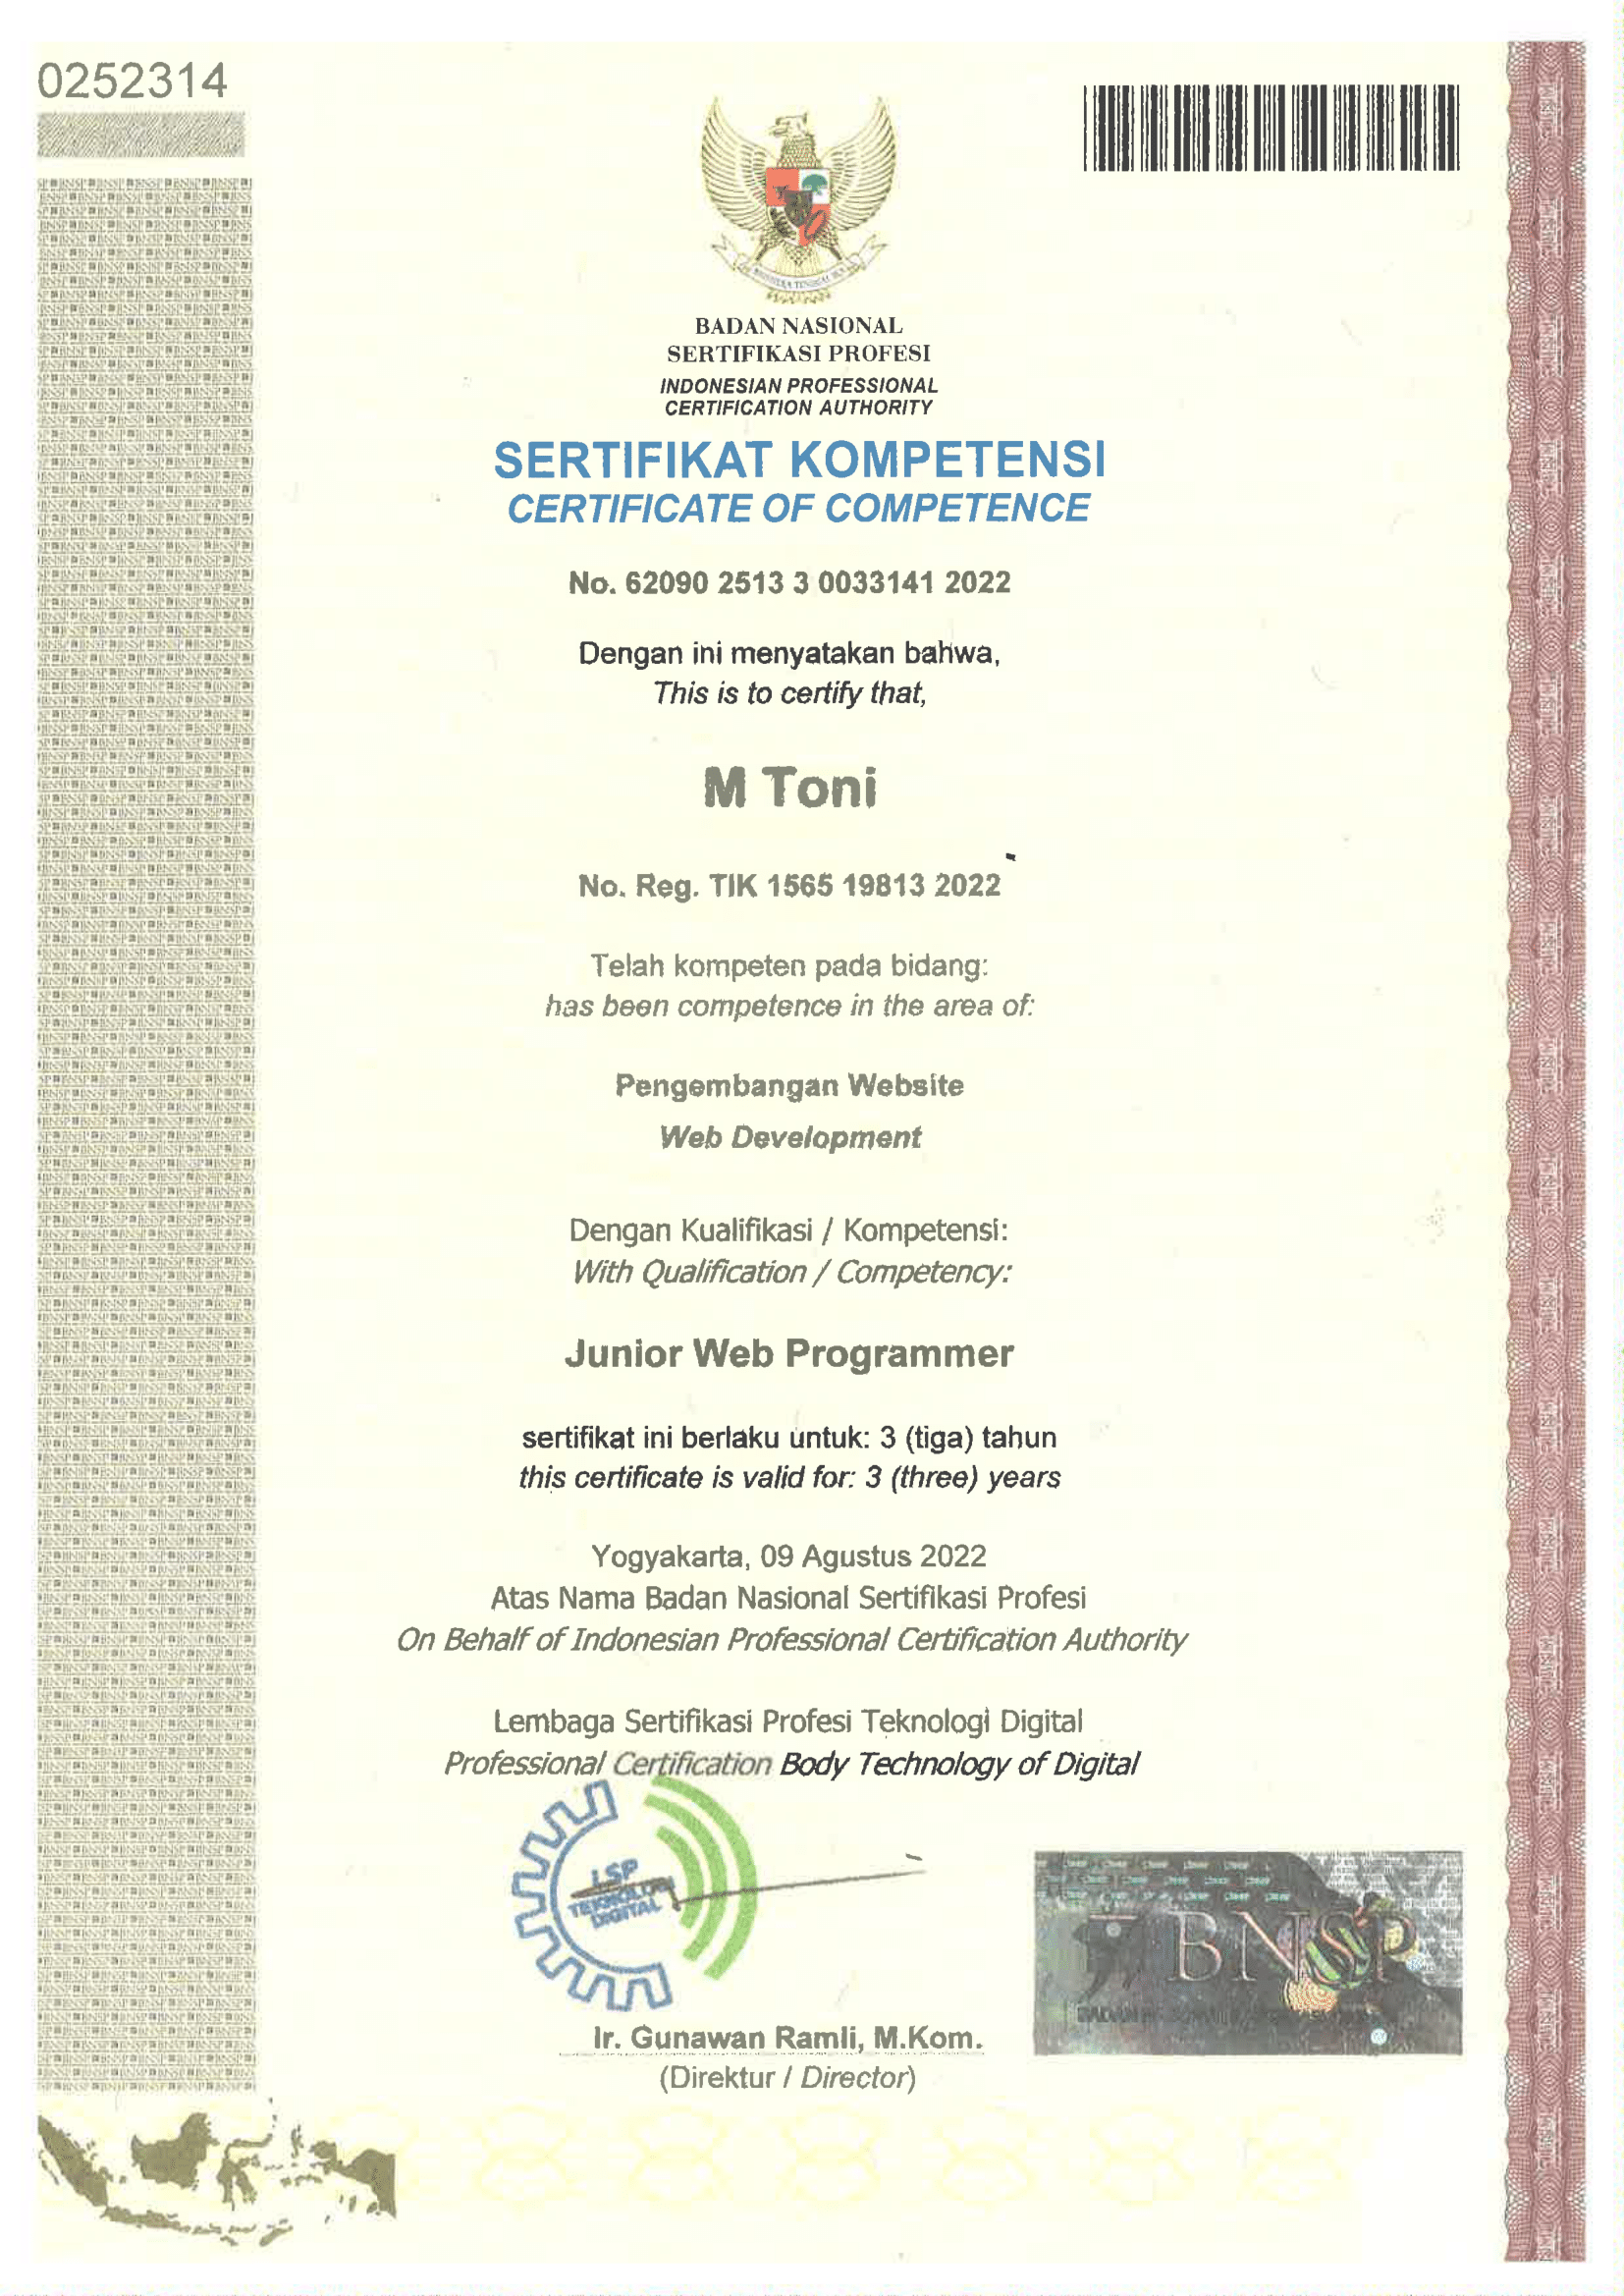 0252314
BADAN NASIONAL
SERTIFIKASI PROFESI
INDONESIAN PROFESSIONAL
CERTIFICATION AUTHORITY
SERTIFIKAT KOMPETENSI
CERTIFICATE OF COMPETENCE
No. 62090 2513 3 0033141 2022
Dengan ini menyatakan bahwa,
This is to certify that,
M Toni
No. Reg. TIK 1565 19813 2022
Telah kompeten pada bidang:
has been competence in the area of:
Pengembangan Website
Web Development
Dengan Kualifikasi / Kompetensi:
With Qualification / Competency:
Junior Web Programmer
sertifikat ini berlaku untuk: 3 (tiga) tahun
this certificate is valid for: 3 (three) years
Yogyakarta, 09 Agustus 2022
Atas Nama Badan Nasional Sertifikasi Profesi
On Behalf of Indonesian Professional Certification Authority
Lembaga Sertifikasi Profesi Teknologi Digital
Professional Certification Body Technology of Digital
LSP
TEKNOLOGI
DIGITAL
BNSP
Ir. Gunawan Ramli, M.Kom.
(Direktur / Director)